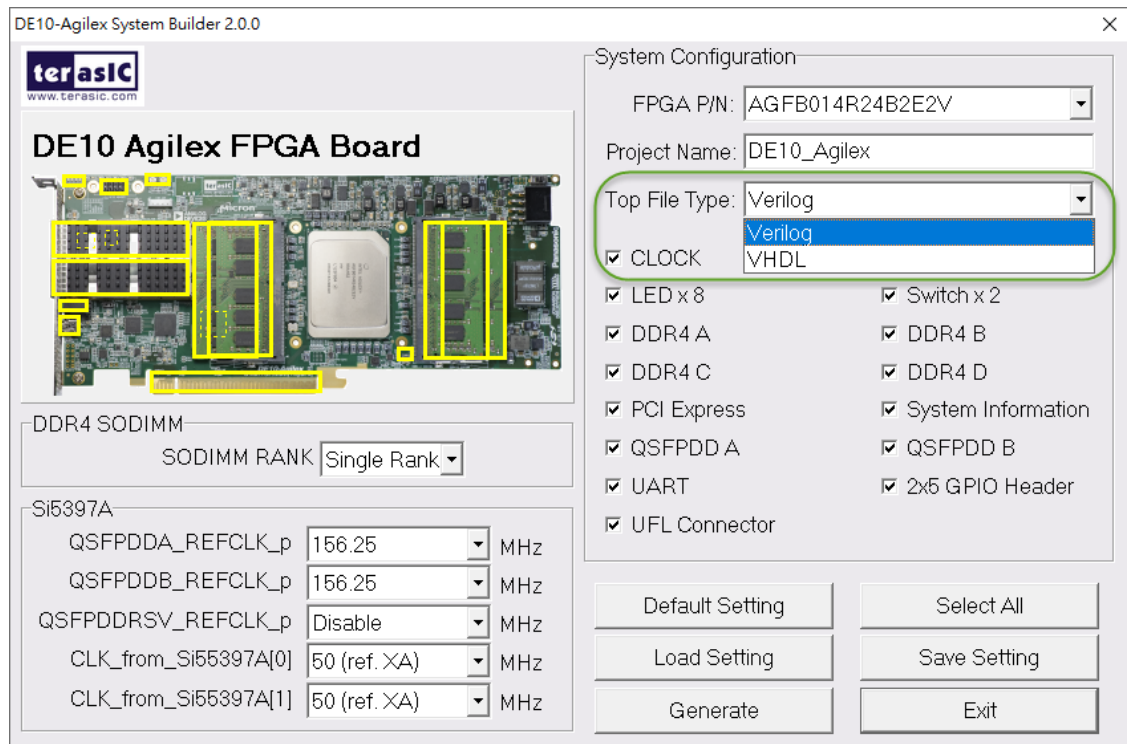 DE10-Agilex System Builder 2.0.0
terasIC
www.terasic.com
DE10 Agilex FPGA Board
MICRON
Panasonic
DDR4 SODIMM
SODIMM RANK Single Rank
Si5397A
QSFPDDA_REFCLK_p 156.25 MHz
QSFPDDB_REFCLK_p 156.25 MHz
QSFPDDRSV_REFCLK_p Disable MHz
CLK_from_Si55397A[0] 50 (ref. XA) MHz
CLK_from_Si55397A[1] 50 (ref. XA) MHz
System Configuration
FPGA P/N: AGFB014R24B2E2V
Project Name: DE10_Agilex
Top File Type: Verilog
Verilog
VHDL
CLOCK
LED x 8 Switch x 2
DDR4 A DDR4 B
DDR4 C DDR4 D
PCI Express System Information
QSFPDD A QSFPDD B
UART 2x5 GPIO Header
UFL Connector
Default Setting Select All
Load Setting Save Setting
Generate Exit